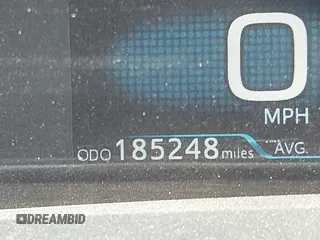 0
MPH
ODO 185248 miles AVG.
DREAMBID